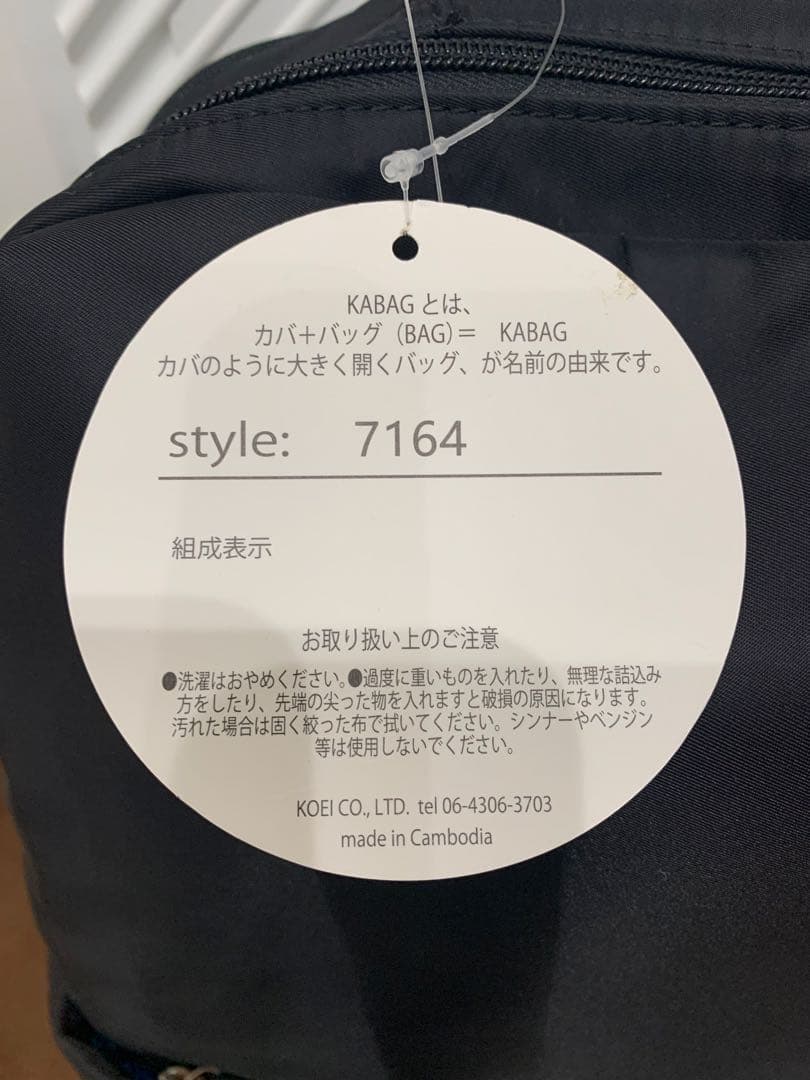 KABAG とは、
カバ＋バッグ（BAG）＝ KABAG
カバのように大きく開くバッグ、が名前の由来です。
style: 7164
組成表示
お取り扱い上のご注意
●洗濯はおやめください。●過度に重いものを入れたり、無理な詰込み
方をしたり、先端の尖った物を入れますと破損の原因になります。
汚れた場合は固く絞った布で拭いてください。シンナーやベンジン
等は使用しないでください。
KOEI CO., LTD. tel 06-4306-3703
made in Cambodia